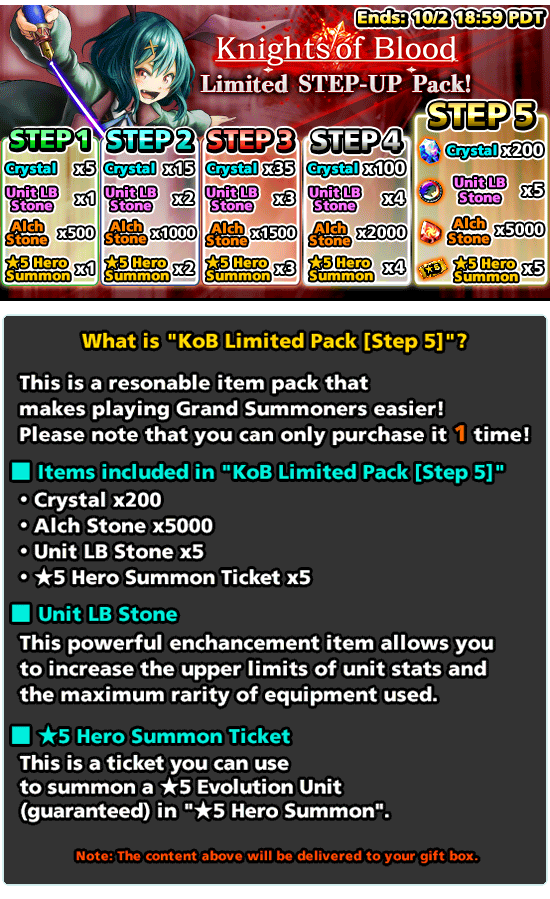 Ends: 10/2 18:59 PDT
Knights of Blood
Limited STEP-UP Pack!
STEP 1
Crystal x5
Unit LB Stone x1
Alch Stone x500
★5 Hero Summon x1
STEP 2
Crystal x15
Unit LB Stone x2
Alch Stone x1000
★5 Hero Summon x2
STEP 3
Crystal x35
Unit LB Stone x3
Alch Stone x1500
★5 Hero Summon x3
STEP 4
Crystal x100
Unit LB Stone x4
Alch Stone x2000
★5 Hero Summon x4
STEP 5
Crystal x200
Unit LB Stone x5
Alch Stone x5000
★5 ★5 Hero Summon x5
What is "KoB Limited Pack [Step 5]"?
This is a resonable item pack that
makes playing Grand Summoners easier!
Please note that you can only purchase it 1 time!
■ Items included in "KoB Limited Pack [Step 5]"
• Crystal x200
• Alch Stone x5000
• Unit LB Stone x5
• ★5 Hero Summon Ticket x5
■ Unit LB Stone
This powerful enchancement item allows you
to increase the upper limits of unit stats and
the maximum rarity of equipment used.
■ ★5 Hero Summon Ticket
This is a ticket you can use
to summon a ★5 Evolution Unit
(guaranteed) in "★5 Hero Summon".
Note: The content above will be delivered to your gift box.